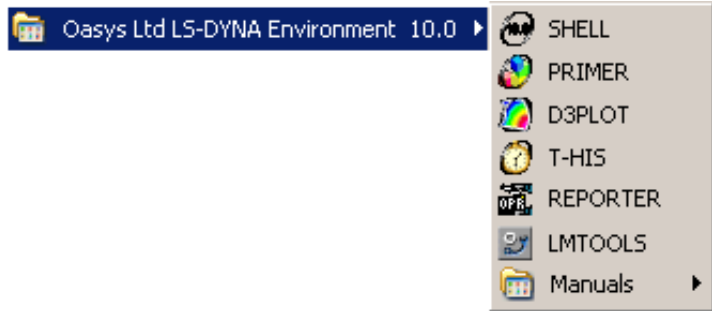 Oasys Ltd LS-DYNA Environment 10.0
SHELL
PRIMER
D3PLOT
T-HIS
REPORTER
LMTOOLS
Manuals